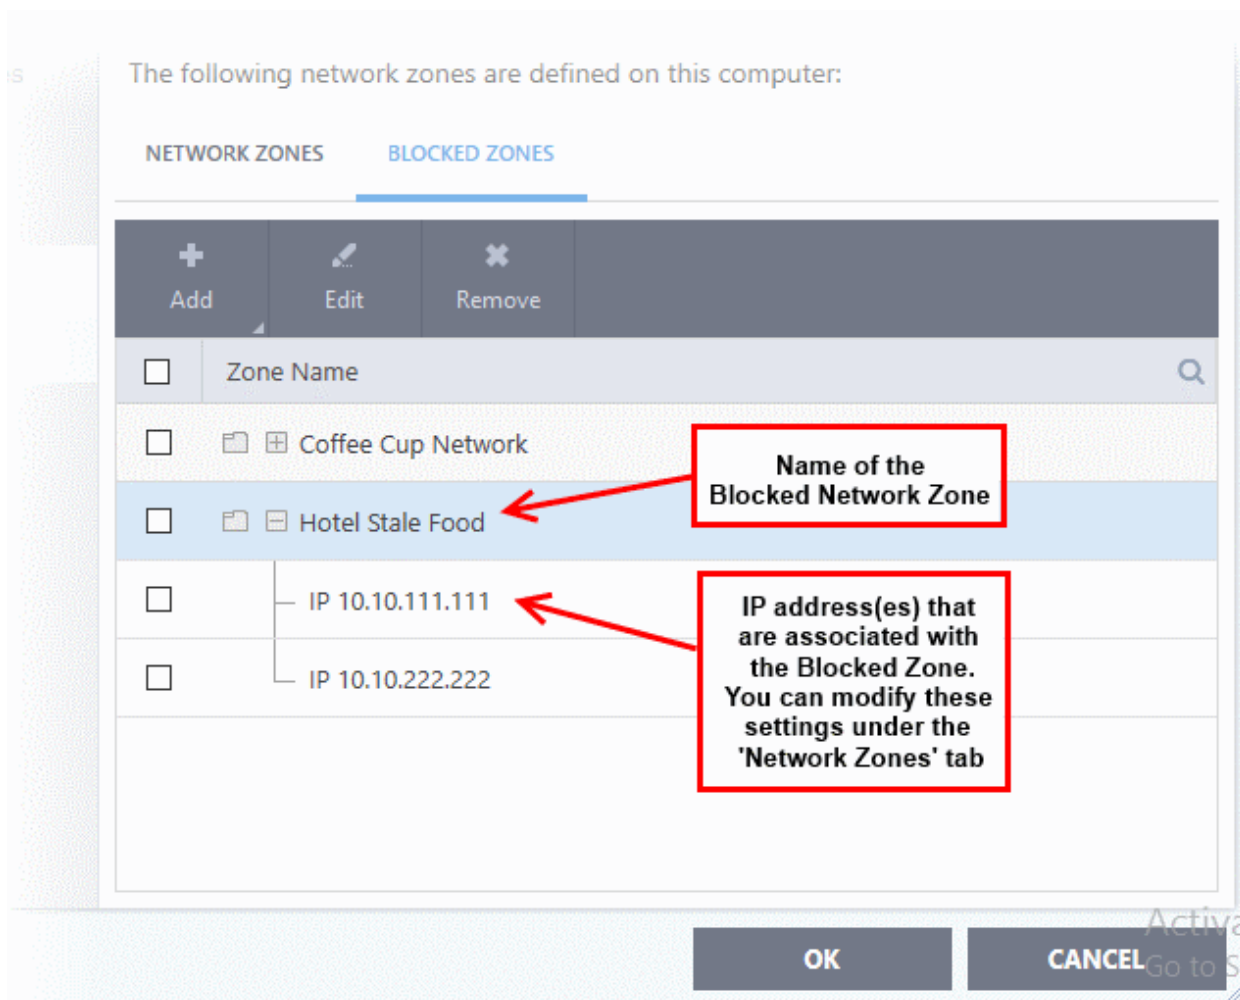 The following network zones are defined on this computer:
NETWORK ZONES
BLOCKED ZONES
Add
Edit
Remove
Zone Name
Coffee Cup Network
Name of the
Blocked Network Zone
Hotel Stale Food
IP 10.10.111.111
IP address(es) that
are associated with
the Blocked Zone.
You can modify these
settings under the
'Network Zones' tab
IP 10.10.222.222
OK
CANCEL
Go to